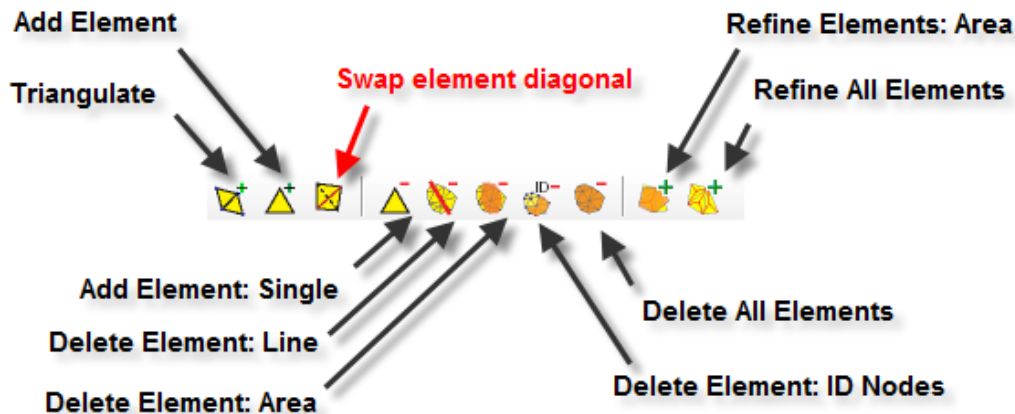 Add Element
Refine Elements: Area
Triangulate
Swap element diagonal
Refine All Elements
ID
Add Element: Single
Delete All Elements
Delete Element: Line
Delete Element: ID Nodes
Delete Element: Area